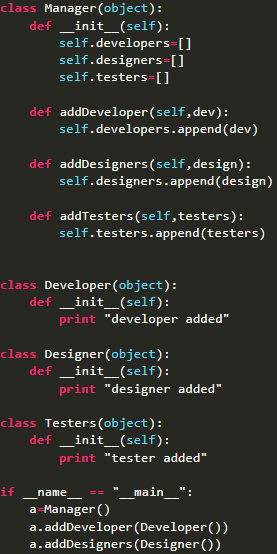 class Manager(object):
    def __init__(self):
        self.developers=[]
        self.designers=[]
        self.testers=[]

    def addDeveloper(self,dev):
        self.developers.append(dev)

    def addDesigners(self,design):
        self.designers.append(design)

    def addTesters(self,testers):
        self.testers.append(testers)


class Developer(object):
    def __init__(self):
        print "developer added"

class Designer(object):
    def __init__(self):
        print "designer added"

class Testers(object):
    def __init__(self):
        print "tester added"

if __name__ == "__main__":
    a=Manager()
    a.addDeveloper(Developer())
    a.addDesigners(Designer())